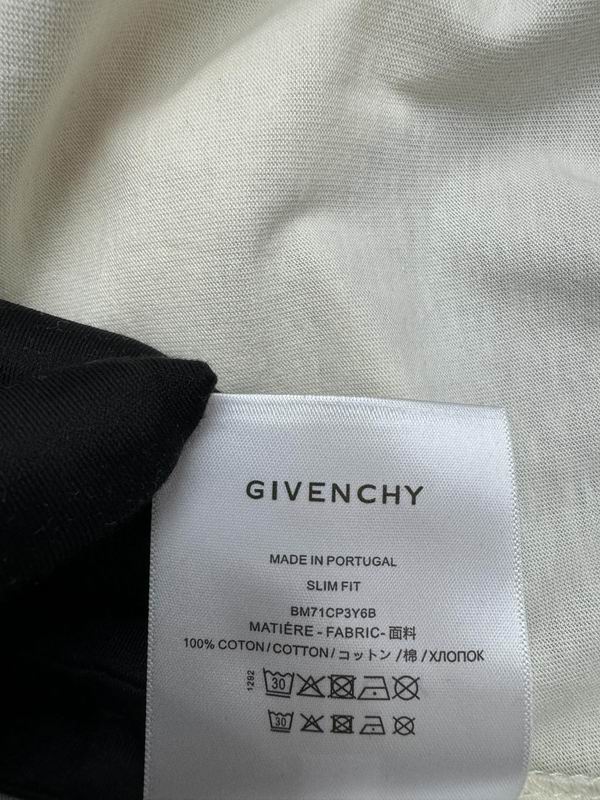 GIVENCHY
MADE IN PORTUGAL
SLIM FIT
BM71CP3Y6B
MATIÈRE - FABRIC- 面料
100% COTON/COTTON/コットン/棉/ХЛОПОК
1282
30
30